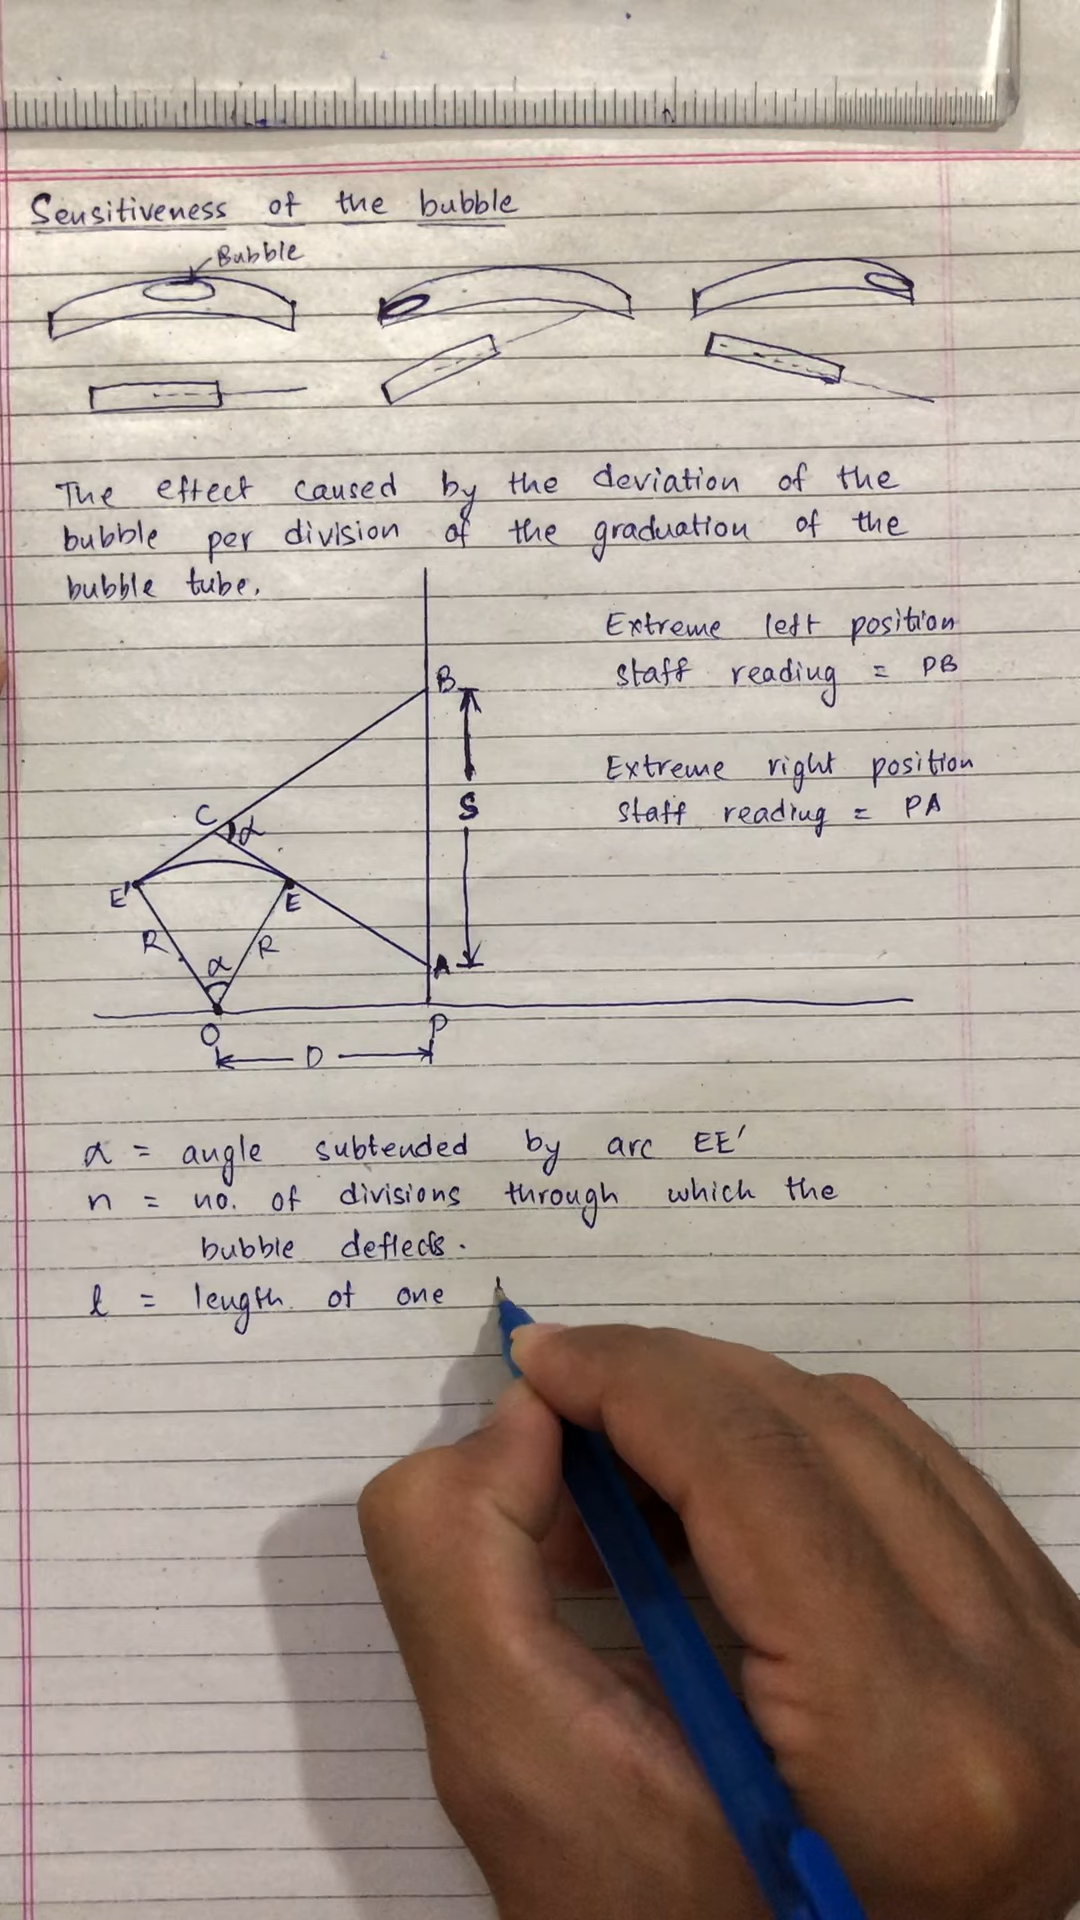 Sensitiveness of the bubble
Bubble
The effect caused by the deviation of the
bubble per division of the graduation of the
bubble tube.
Extreme left position
staff reading = PB
Extreme right position
staff reading = PA
B
S
C
α
E'
E
R
R
α
A
O
P
D
α = angle subtended by arc EE'
n = no. of divisions through which the
bubble deflects.
l = length of one